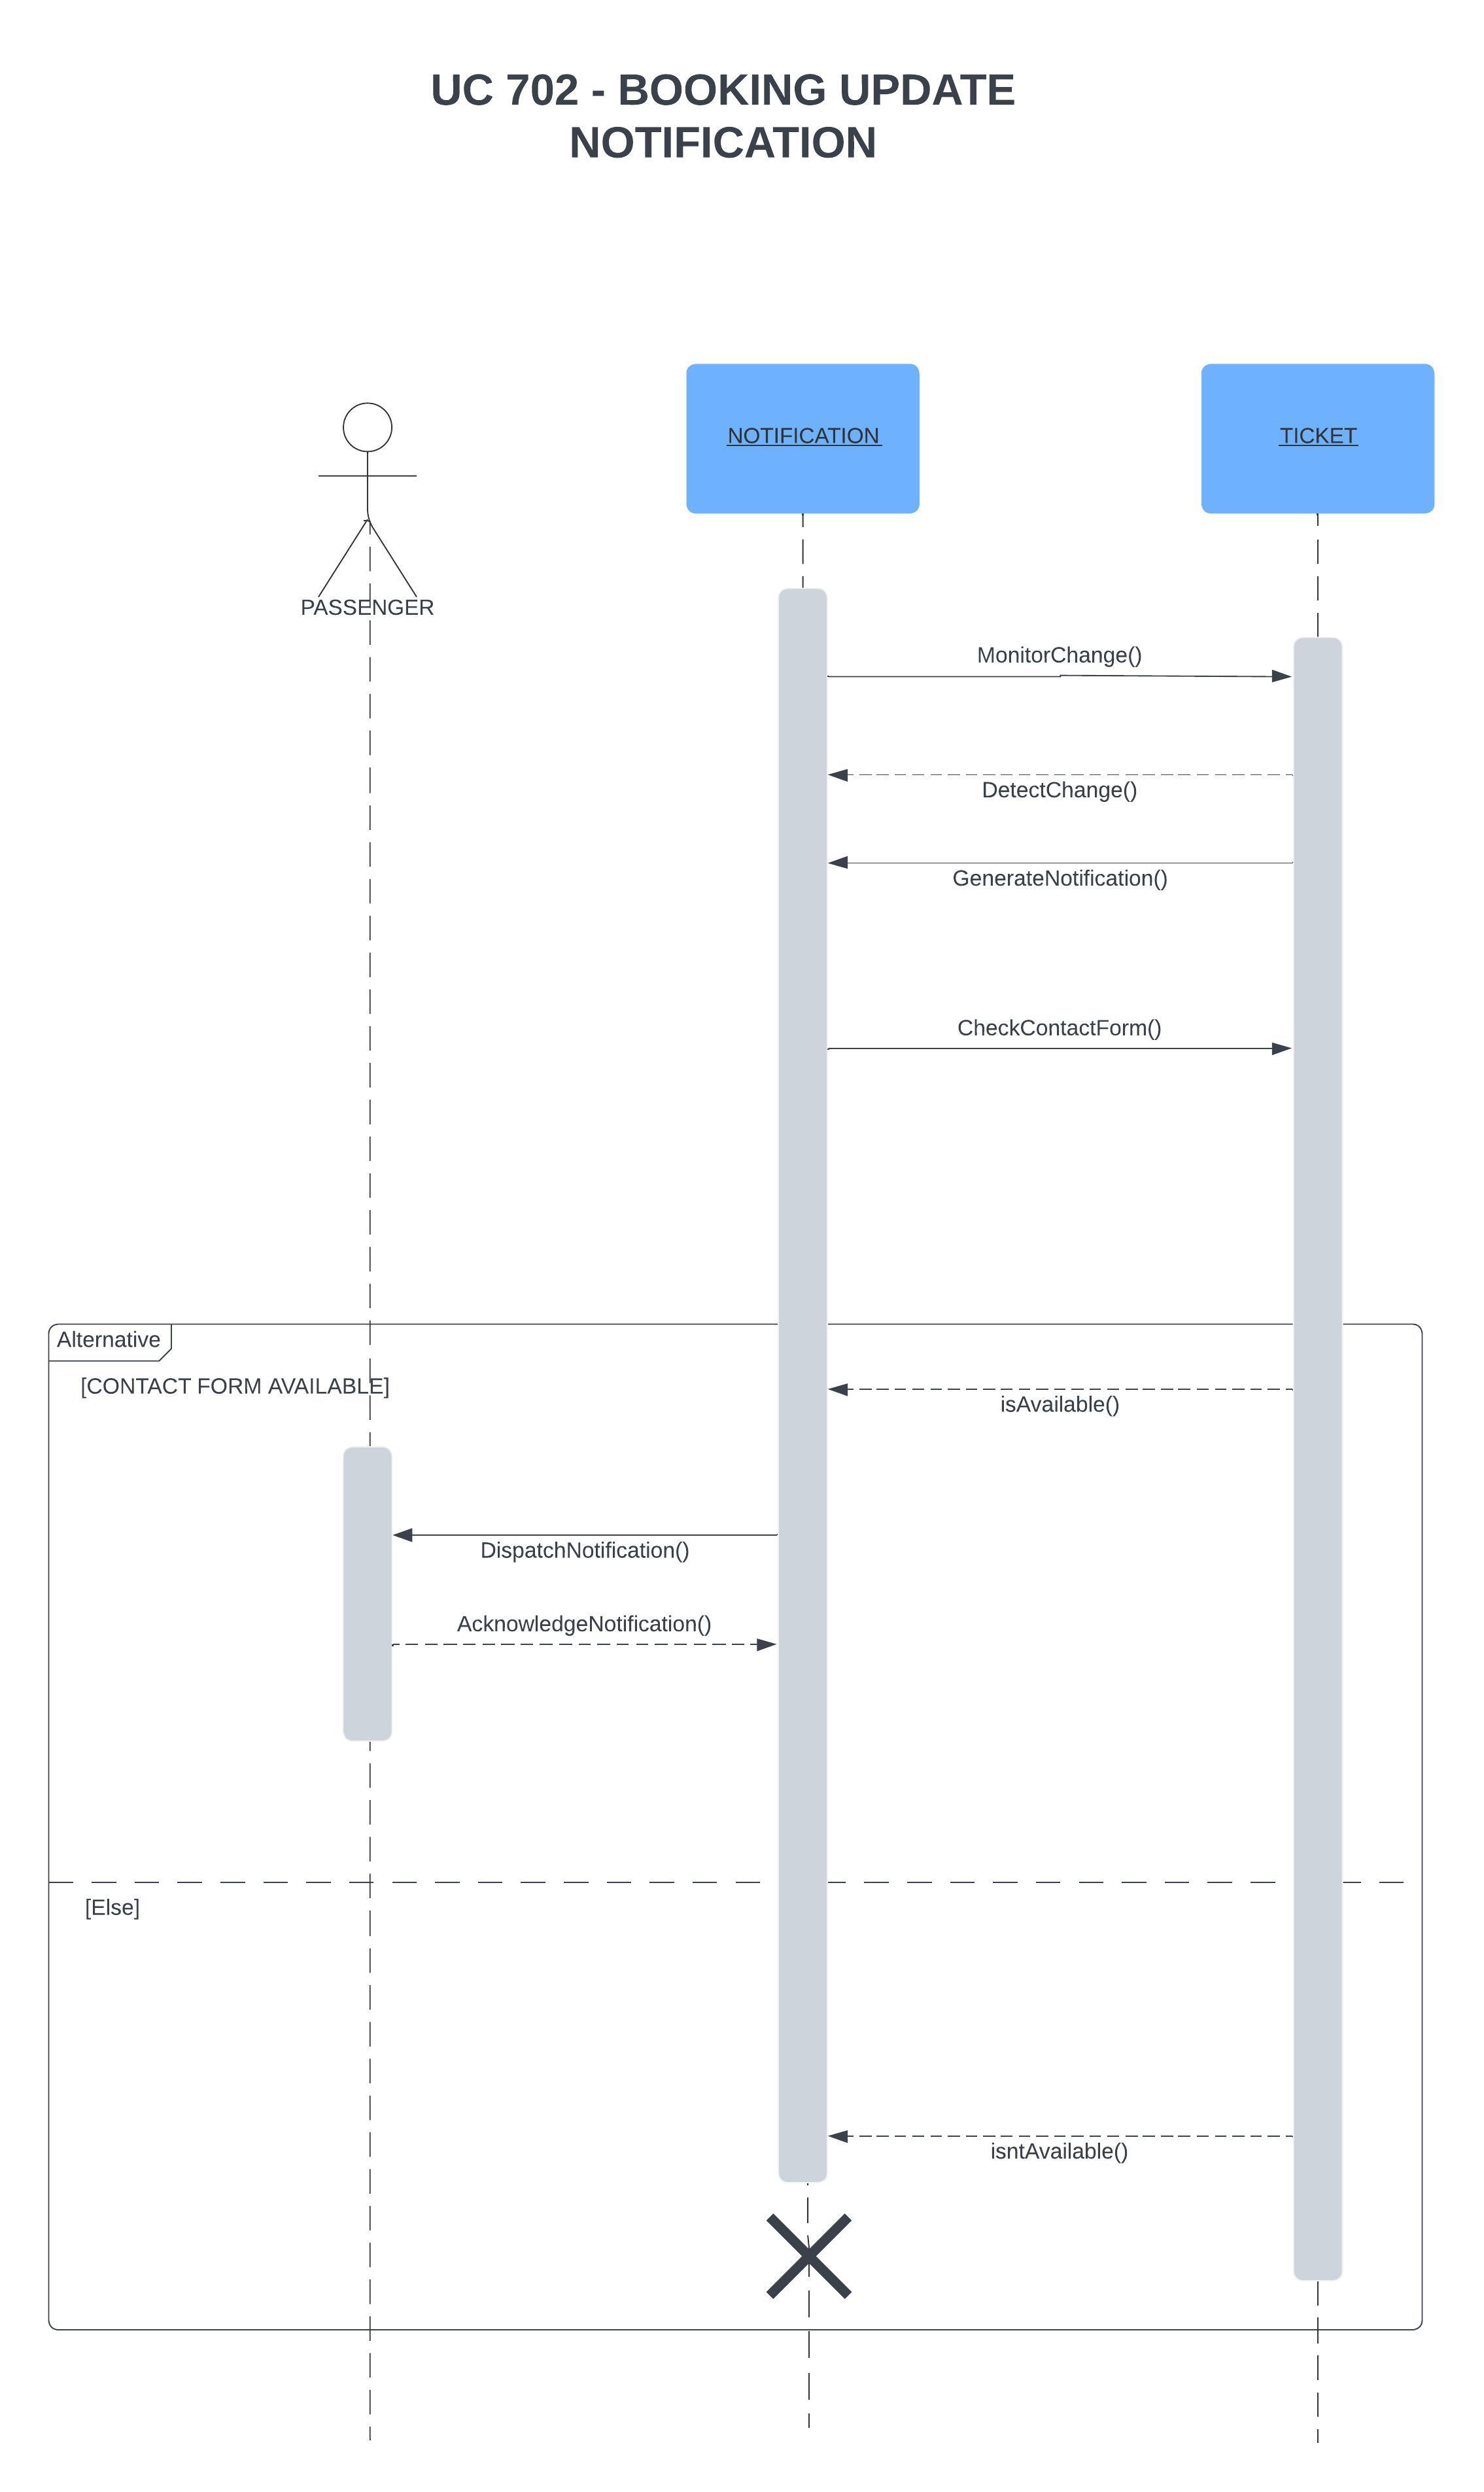 UC 702 - BOOKING UPDATE
NOTIFICATION
NOTIFICATION
TICKET
PASSENGER
MonitorChange()
DetectChange()
GenerateNotification()
CheckContactForm()
Alternative
[CONTACT FORM AVAILABLE]
isAvailable()
DispatchNotification()
AcknowledgeNotification()
[Else]
isntAvailable()